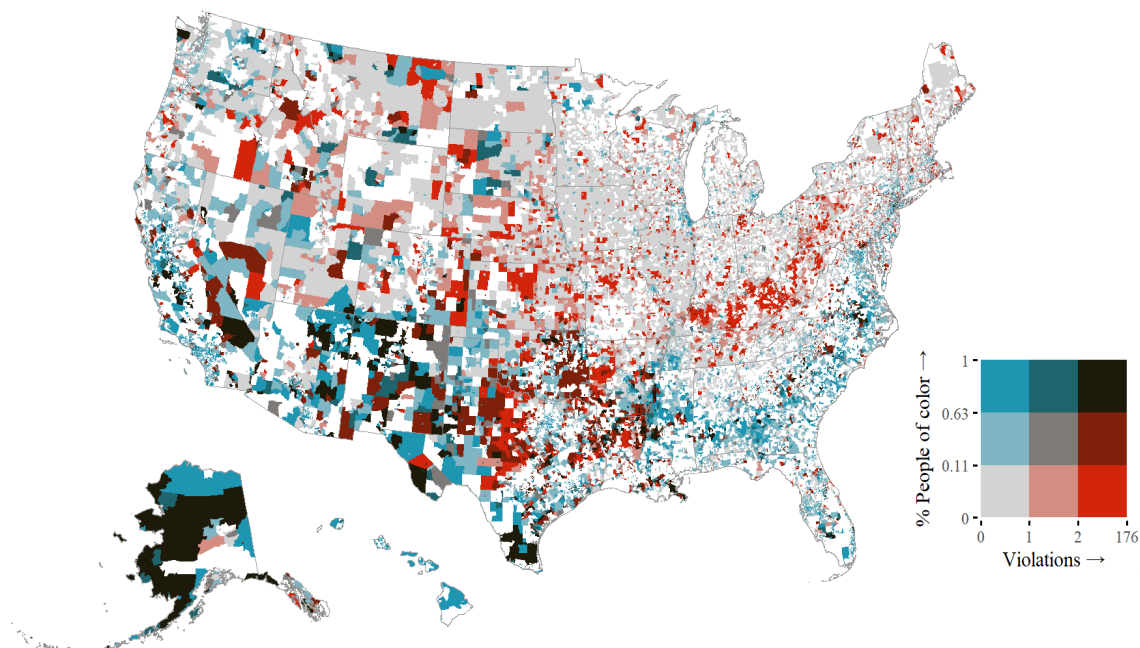 % People of color →
1
0.63
0.11
0
0 1 2 176
Violations →